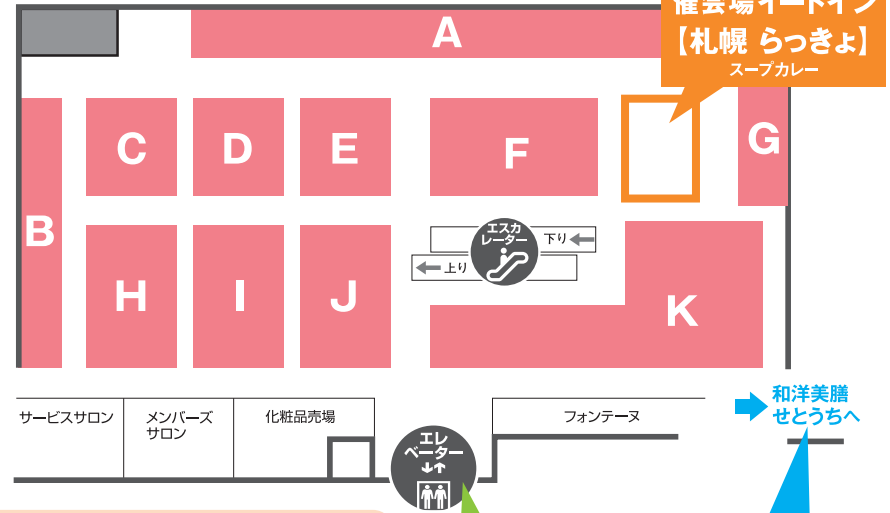 催会場イートイン
【札幌 らっきょ】
スープカレー
A
B
C
D
E
F
G
エスカ
レーター
下り
上り
H
I
J
K
サービスサロン
メンバーズ
サロン
化粧品売場
エレ
ベーター
フォンテーヌ
和洋美膳
せとうちへ